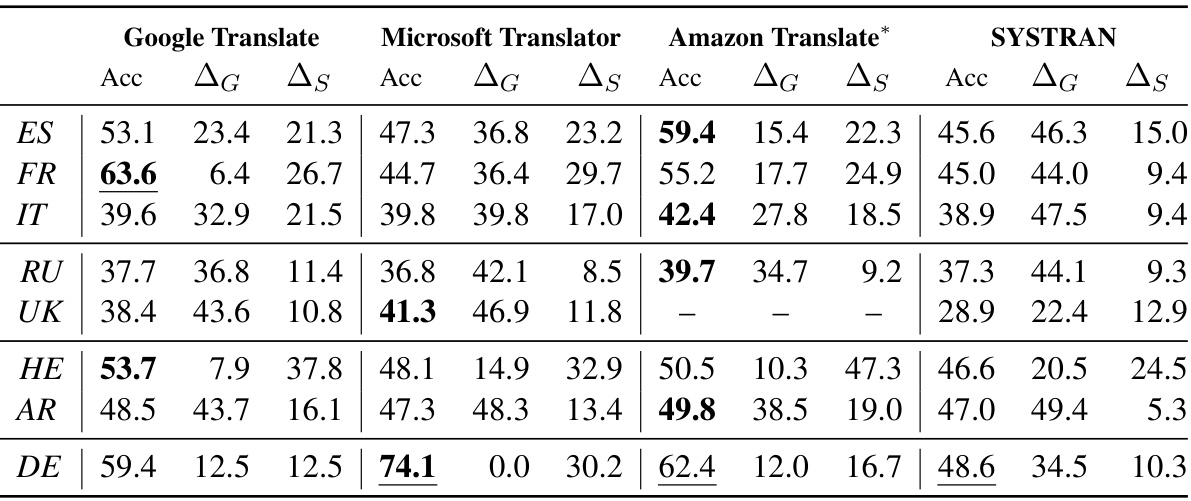 Google Translate Microsoft Translator Amazon Translate* SYSTRAN
Acc Δ_G Δ_S Acc Δ_G Δ_S Acc Δ_G Δ_S Acc Δ_G Δ_S
ES 53.1 23.4 21.3 47.3 36.8 23.2 59.4 15.4 22.3 45.6 46.3 15.0
FR 63.6 6.4 26.7 44.7 36.4 29.7 55.2 17.7 24.9 45.0 44.0 9.4
IT 39.6 32.9 21.5 39.8 39.8 17.0 42.4 27.8 18.5 38.9 47.5 9.4
RU 37.7 36.8 11.4 36.8 42.1 8.5 39.7 34.7 9.2 37.3 44.1 9.3
UK 38.4 43.6 10.8 41.3 46.9 11.8 – – – 28.9 22.4 12.9
HE 53.7 7.9 37.8 48.1 14.9 32.9 50.5 10.3 47.3 46.6 20.5 24.5
AR 48.5 43.7 16.1 47.3 48.3 13.4 49.8 38.5 19.0 47.0 49.4 5.3
DE 59.4 12.5 12.5 74.1 0.0 30.2 62.4 12.0 16.7 48.6 34.5 10.3